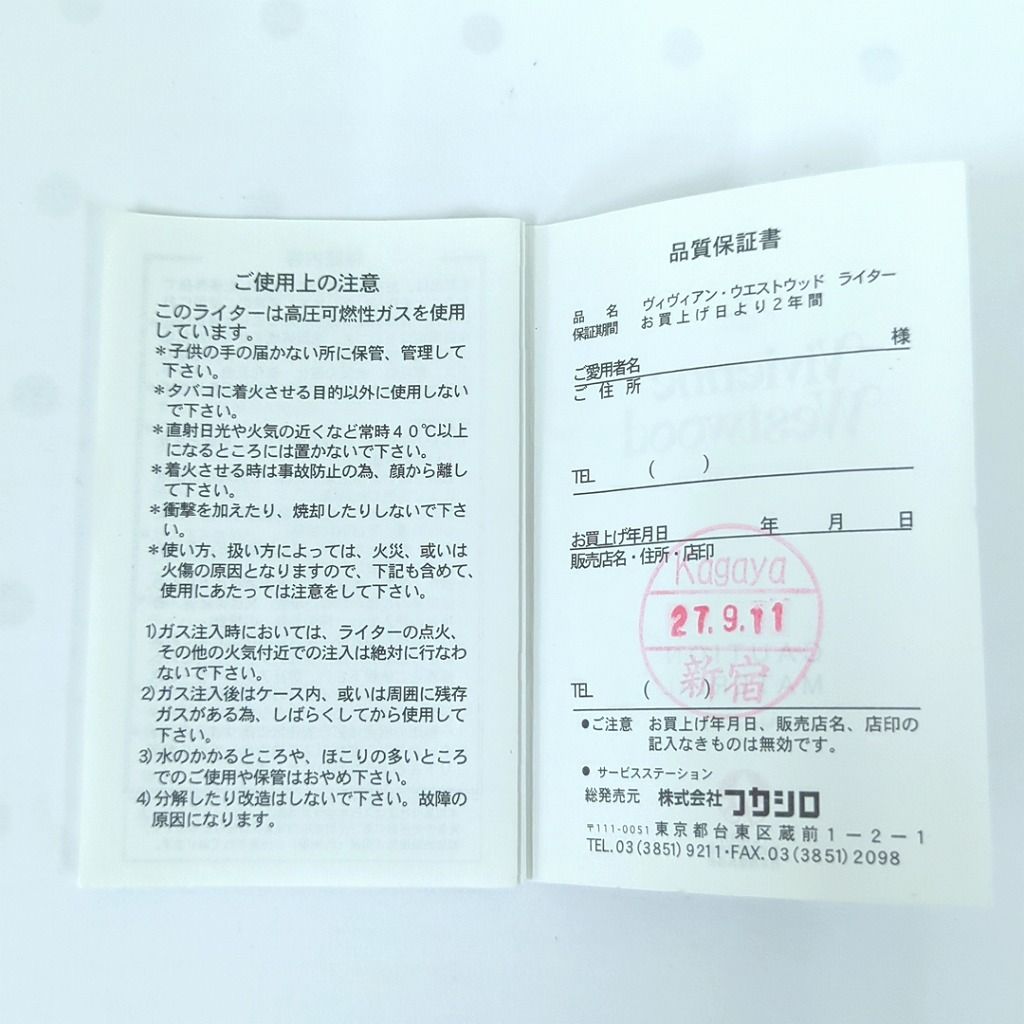 ご使用上の注意
このライターは高圧可燃性ガスを使用
しています。
＊子供の手の届かない所に保管、管理して
下さい。
＊タバコに着火させる目的以外に使用しない
で下さい。
＊直射日光や火気の近くなど常時４０℃以上
になるところには置かないで下さい。
＊着火させる時は事故防止の為、顔から離し
て下さい。
＊衝撃を加えたり、焼却したりしないで下さ
い。
＊使い方、扱い方によっては、火災、或いは
火傷の原因となりますので、下記も含めて、
使用にあたっては注意をして下さい。
1)ガス注入時においては、ライターの点火、
その他の火気付近での注入は絶対に行なわ
ないで下さい。
2)ガス注入後はケース内、或いは周囲に残存
ガスがある為、しばらくしてから使用して
下さい。
3)水のかかるところや、ほこりの多いところ
でのご使用や保管はおやめ下さい。
4)分解したり改造はしないで下さい。故障の
原因になります。
品質保証書
品名 ヴィヴィアン・ウエストウッド ライター
保証期間 お買上げ日より２年間
ご愛用者名 様
ご住所
TEL ( )
お買上げ年月日 年 月 日
販売店名・住所・店印
Kagaya
27.9.11
新宿
TEL ( )
●ご注意 お買上げ年月日、販売店名、店印の
記入なきものは無効です。
●サービスステーション
総発売元 株式会社フカシロ
〒111-0051 東京都台東区蔵前１－２－１
TEL.03(3851)9211・FAX.03(3851)2098